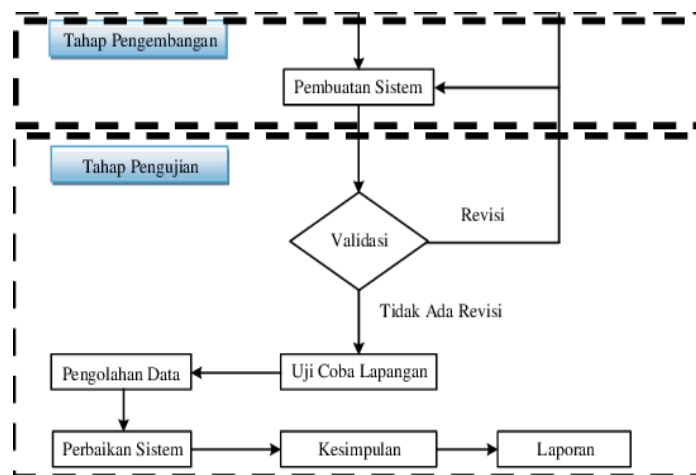 Tahap Pengembangan
Pembuatan Sistem
Tahap Pengujian
Revisi
Validasi
Tidak Ada Revisi
Pengolahan Data
Uji Coba Lapangan
Perbaikan Sistem
Kesimpulan
Laporan